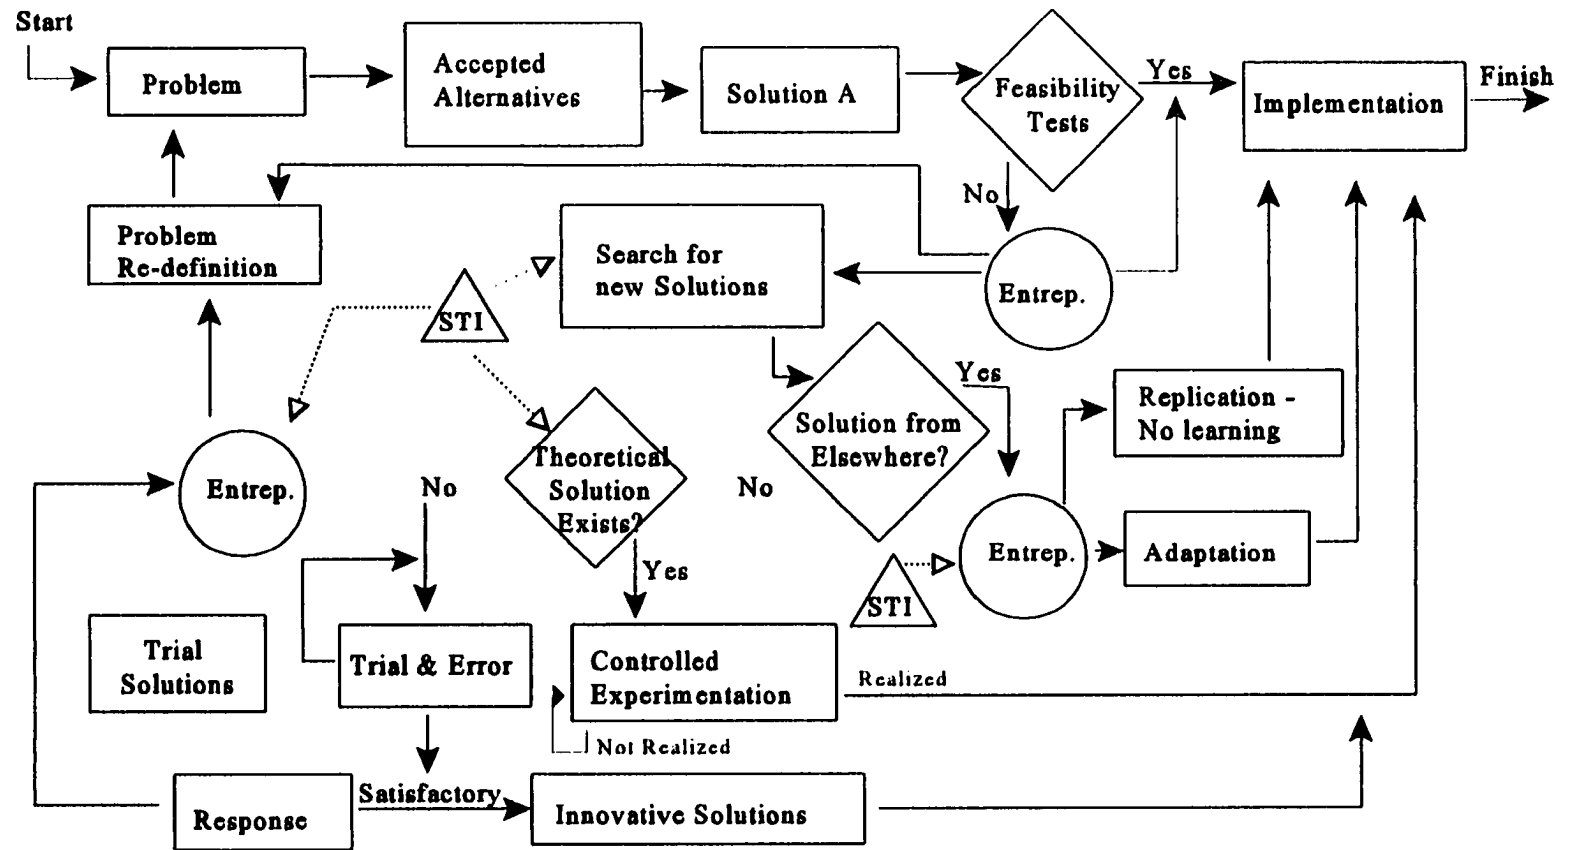 Start
Problem
Accepted
Alternatives
Solution A
Feasibility
Tests
Yes
Implementation
Finish
No
Problem
Re-definition
Search for
new Solutions
Entrep.
STI
Yes
Replication -
No learning
Solution from
Elsewhere?
Theoretical
Solution
Exists?
Entrep.
No
No
Entrep.
Adaptation
Yes
STI
Trial
Solutions
Trial & Error
Controlled
Experimentation
Realized
Not Realized
Satisfactory
Response
Innovative Solutions